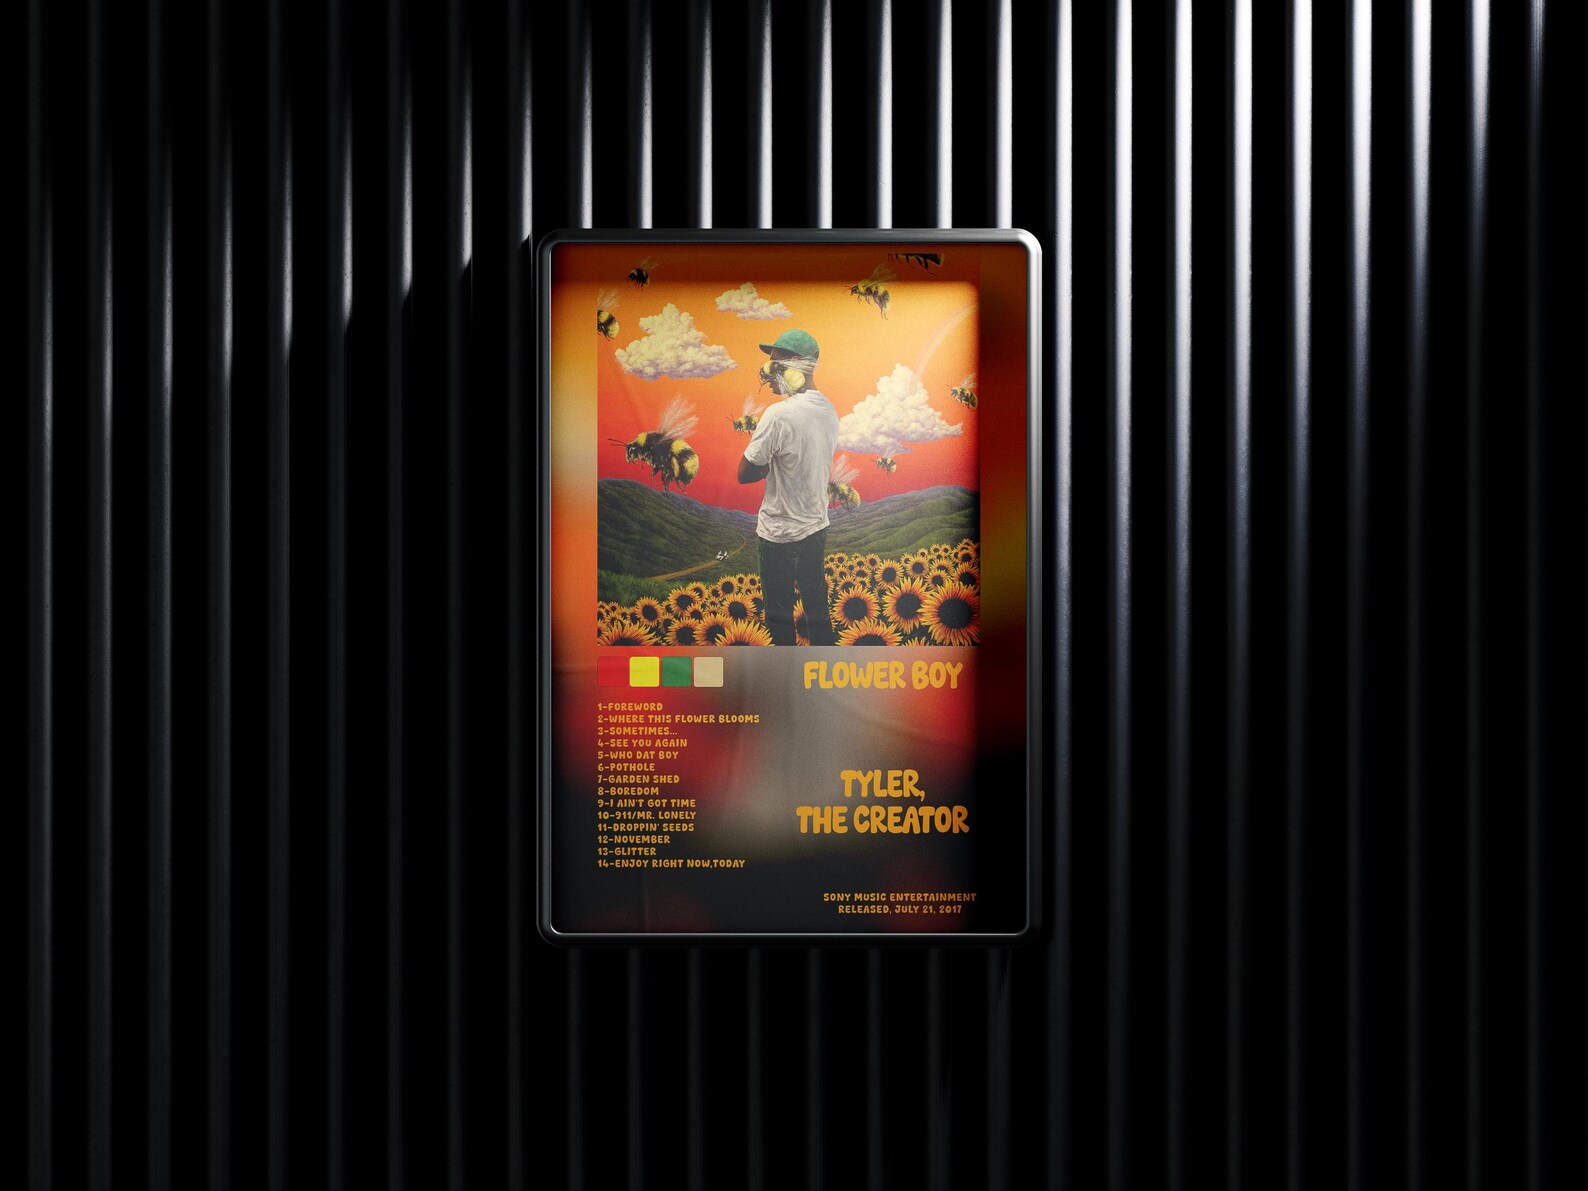 FLOWER BOY
1-FOREWORD
2-WHERE THIS FLOWER BLOOMS
3-SOMETIMES...
4-SEE YOU AGAIN
5-WHO DAT BOY
6-POTHOLE
7-GARDEN SHED
8-BOREDOM
9-I AIN'T GOT TIME
10-911/MR. LONELY
11-DROPPIN' SEEDS
12-NOVEMBER
13-GLITTER
14-ENJOY RIGHT NOW,TODAY
TYLER,
THE CREATOR
SONY MUSIC ENTERTAINMENT
RELEASED, JULY 21, 2017